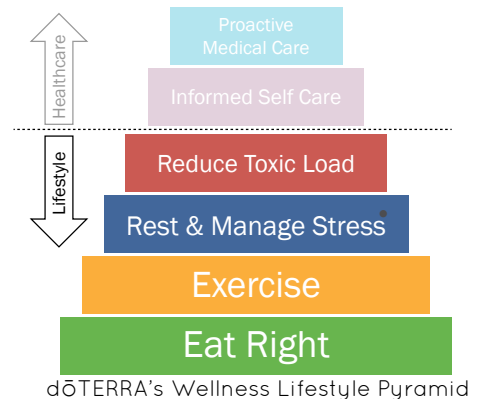 Proactive
Medical Care
Healthcare
Informed Self Care
Reduce Toxic Load
Lifestyle
Rest & Manage Stress
Exercise
Eat Right
dōTERRA’s Wellness Lifestyle Pyramid